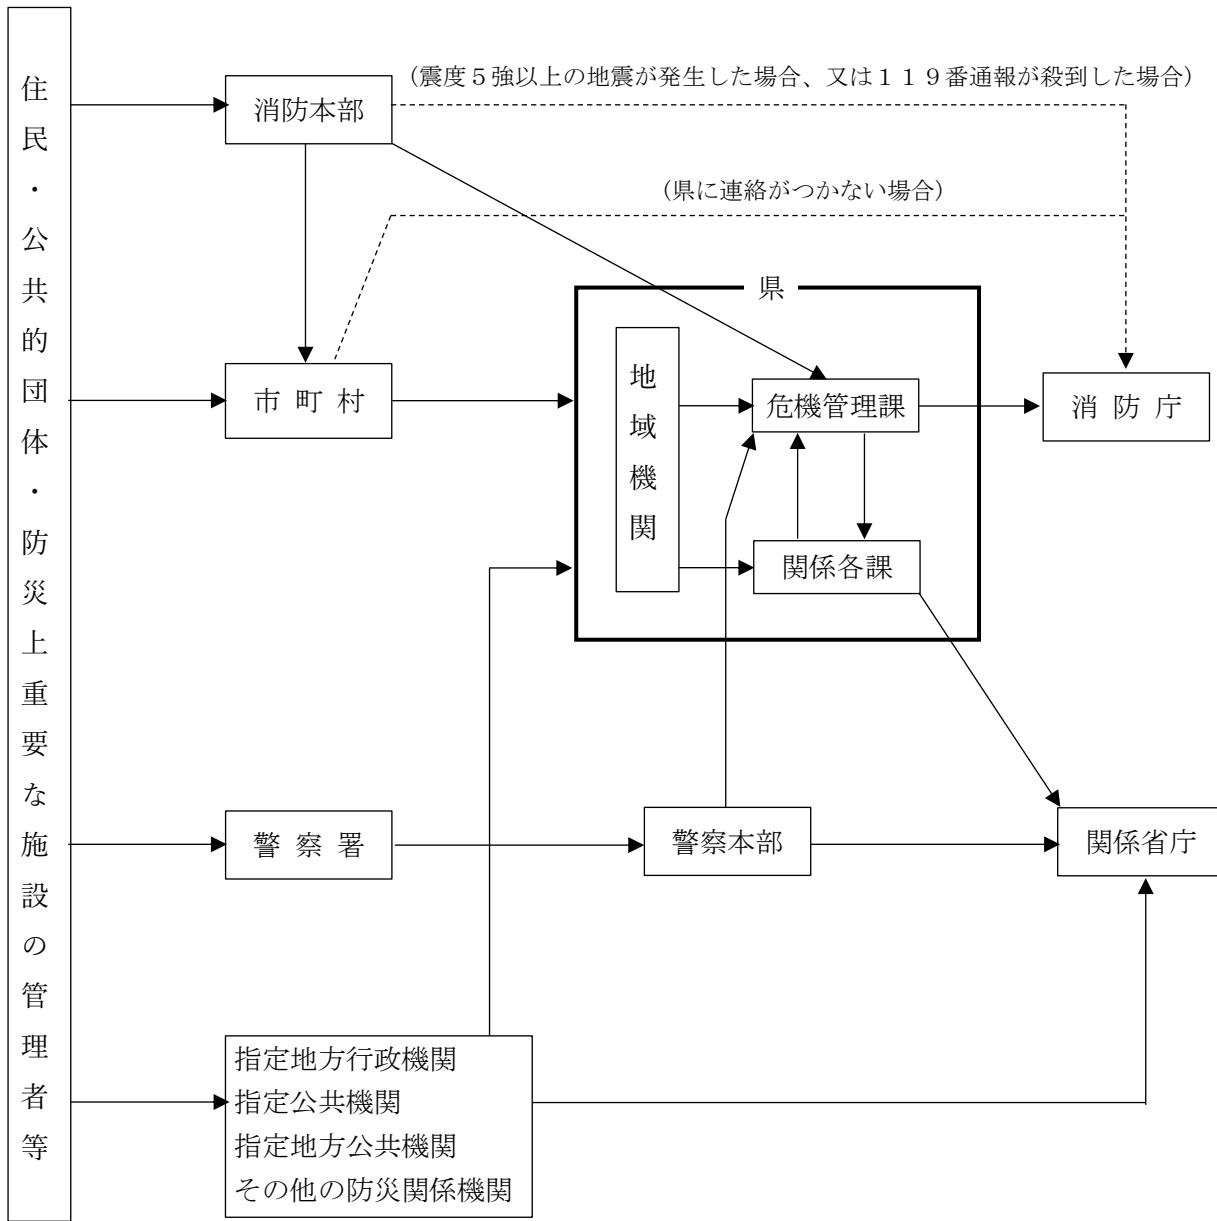 住民・公共的団体・防災上重要な施設の管理者等
（震度５強以上の地震が発生した場合、又は１１９番通報が殺到した場合）
消防本部
（県に連絡がつかない場合）
県
地域機関
市町村
危機管理課
消防庁
関係各課
警察署
警察本部
関係省庁
指定地方行政機関
指定公共機関
指定地方公共機関
その他の防災関係機関